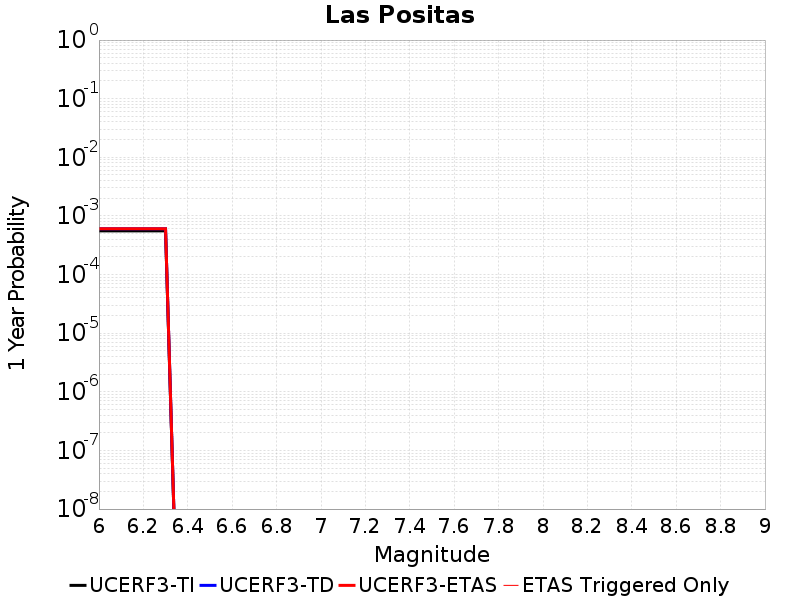 Las Positas
10^0
10^-1
10^-2
10^-3
10^-4
10^-5
10^-6
10^-7
10^-8
1 Year Probability
6 6.2 6.4 6.6 6.8 7 7.2 7.4 7.6 7.8 8 8.2 8.4 8.6 8.8 9
Magnitude
UCERF3-TI UCERF3-TD UCERF3-ETAS ETAS Triggered Only